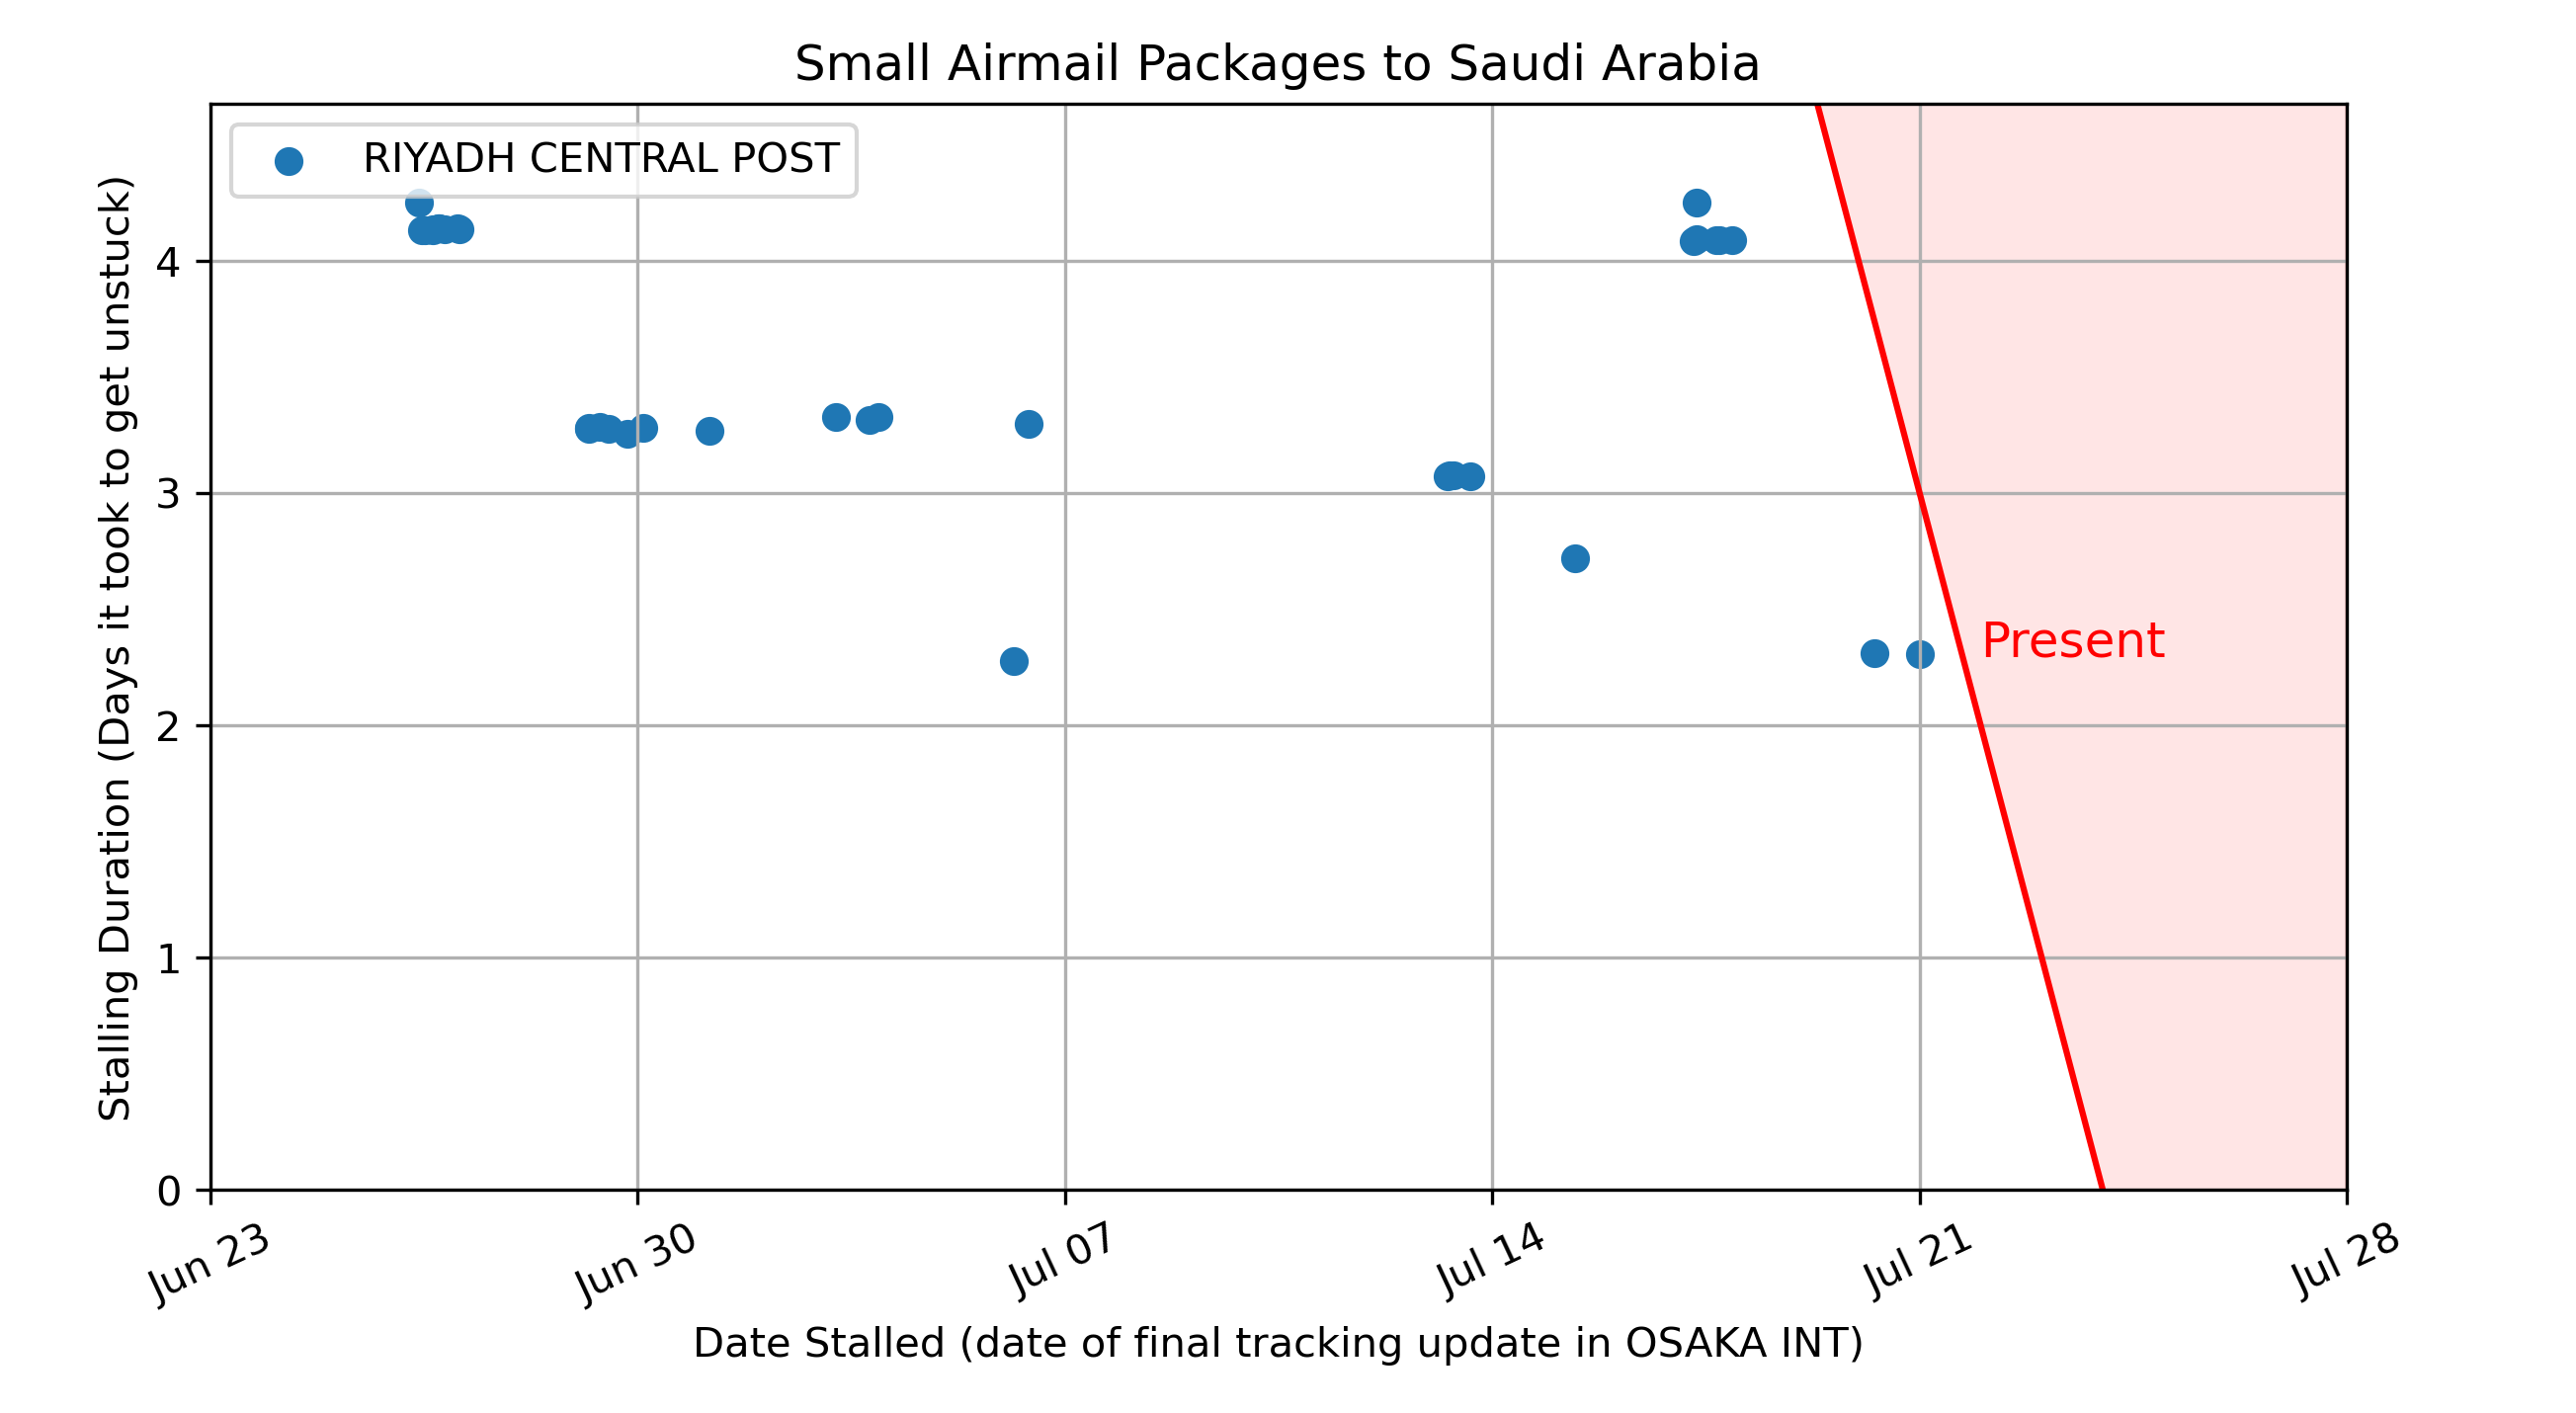 Small Airmail Packages to Saudi Arabia
RIYADH CENTRAL POST
Stalling Duration (Days it took to get unstuck)
4
3
2
1
0
Present
Jun 23
Jun 30
Jul 07
Jul 14
Jul 21
Jul 28
Date Stalled (date of final tracking update in OSAKA INT)